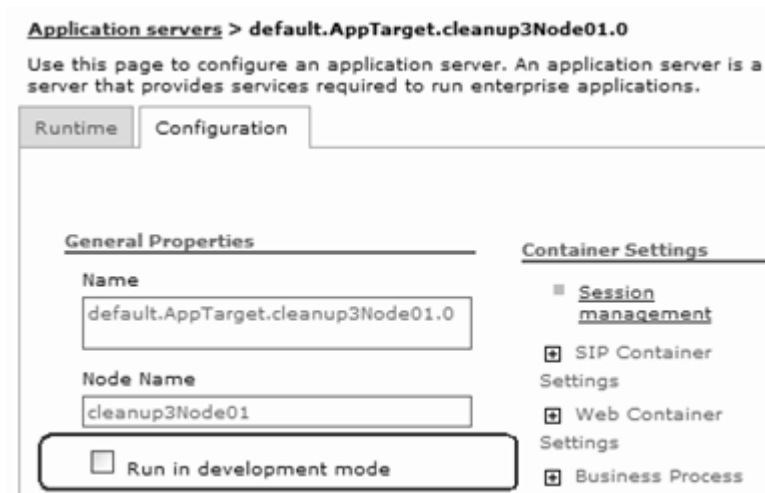 Application servers > default.AppTarget.cleanup3Node01.0
Use this page to configure an application server. An application server is a
server that provides services required to run enterprise applications.
Runtime
Configuration
General Properties
Name
default.AppTarget.cleanup3Node01.0
Node Name
cleanup3Node01
Run in development mode
Container Settings
Session
management
SIP Container
Settings
Web Container
Settings
Business Process